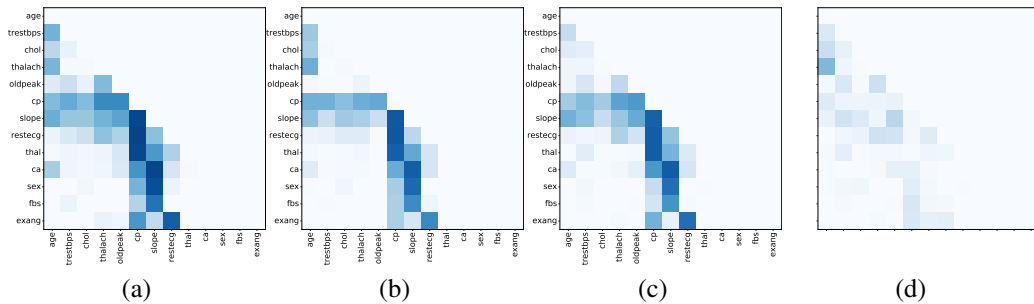 age
trestbps
chol
thalach
oldpeak
cp
slope
restecg
thal
ca
sex
fbs
exang
age
trestbps
chol
thalach
oldpeak
cp
slope
restecg
thal
ca
sex
fbs
exang
(a)
age
trestbps
chol
thalach
oldpeak
cp
slope
restecg
thal
ca
sex
fbs
exang
age
trestbps
chol
thalach
oldpeak
cp
slope
restecg
thal
ca
sex
fbs
exang
(b)
age
trestbps
chol
thalach
oldpeak
cp
slope
restecg
thal
ca
sex
fbs
exang
age
trestbps
chol
thalach
oldpeak
cp
slope
restecg
thal
ca
sex
fbs
exang
(c)
(d)